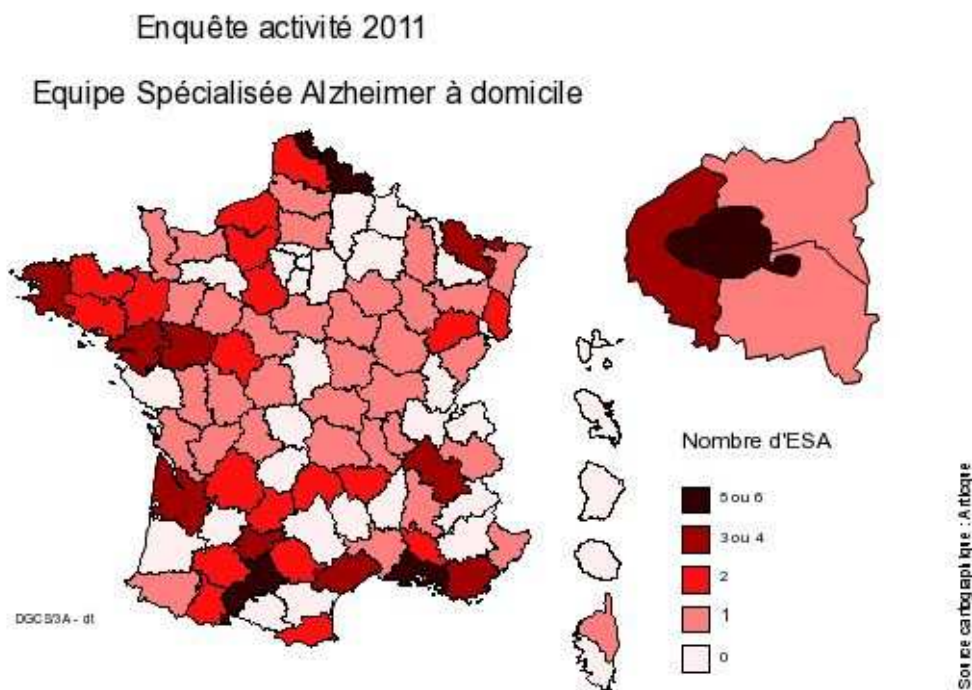 Enquête activité 2011
Equipe Spécialisée Alzheimer à domicile
Nombre d'ESA
5 ou 6
3 ou 4
2
1
0
DGCS/3A - dt
Source cartographique : Articque